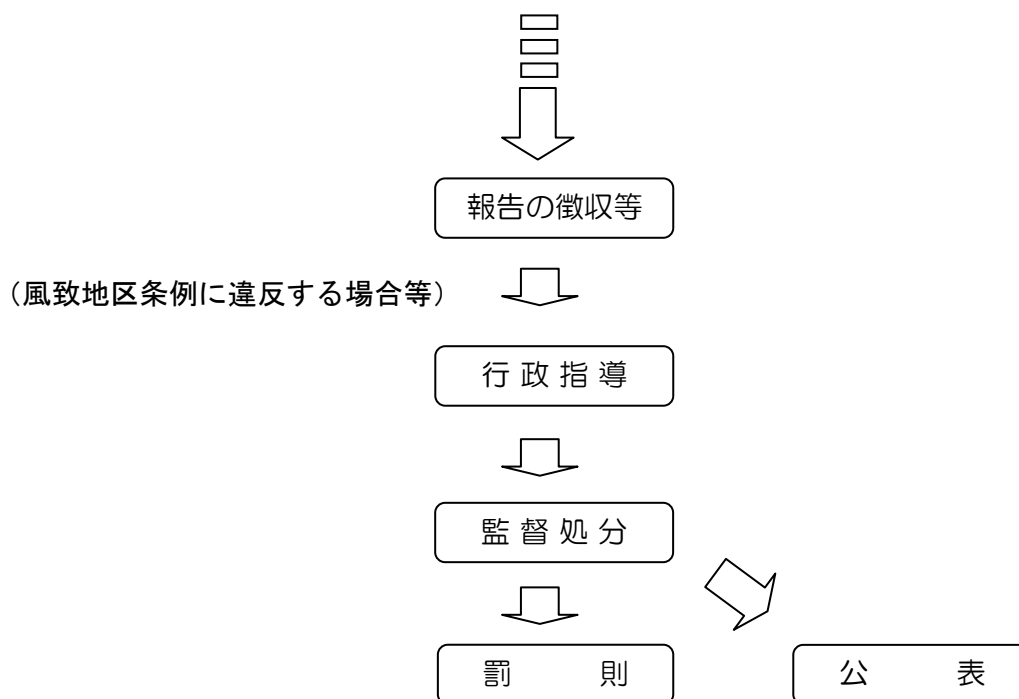 報告の徴収等
（風致地区条例に違反する場合等）
行 政 指 導
監 督 処 分
罰 則
公 表